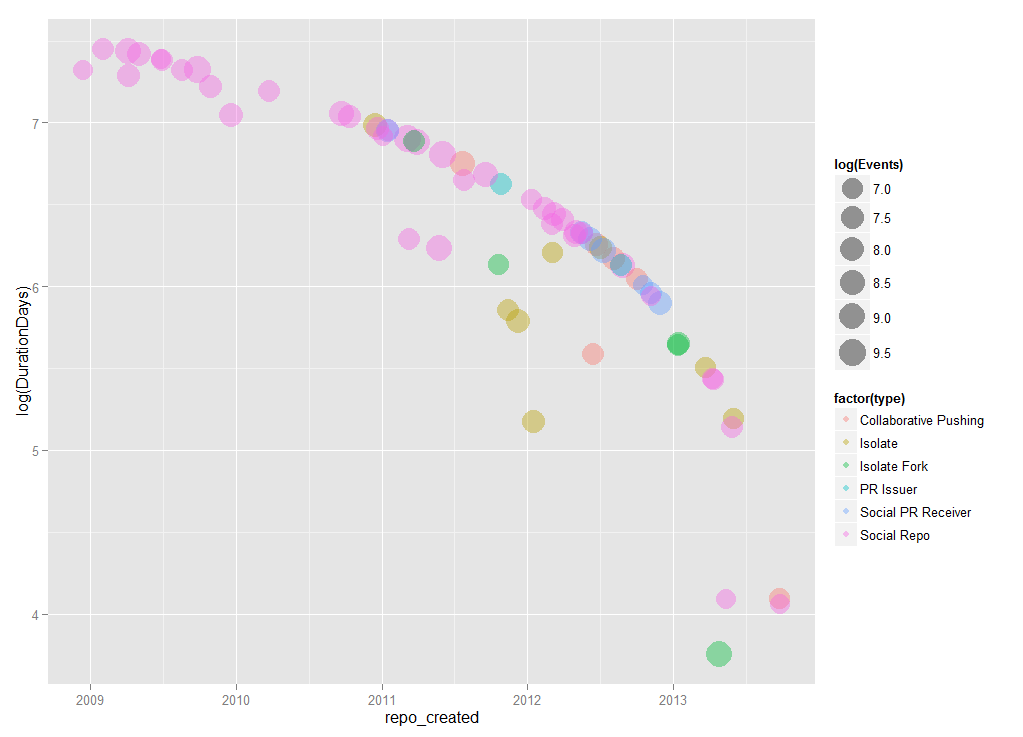 log(DurationDays)
7
6
5
4
2009
2010
2011
2012
2013
repo_created
log(Events)
7.0
7.5
8.0
8.5
9.0
9.5
factor(type)
Collaborative Pushing
Isolate
Isolate Fork
PR Issuer
Social PR Receiver
Social Repo